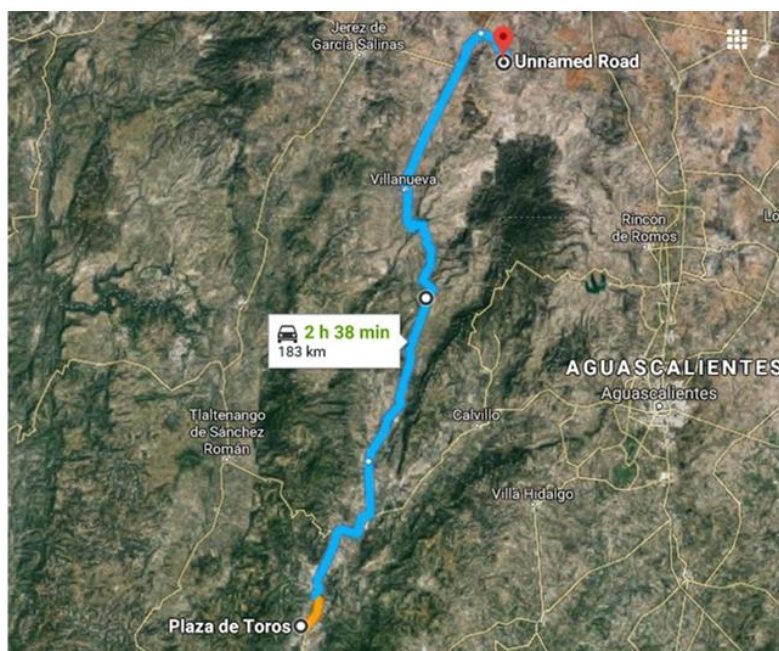 Jerez de
García Salinas
Unnamed Road
Villanueva
Rincón
de Romos
Lo
2 h 38 min
183 km
AGUASCALIENTES
Aguascalientes
Tlaltenango
de Sánchez
Román
Calvillo
Villa Hidalgo
Plaza de Toros